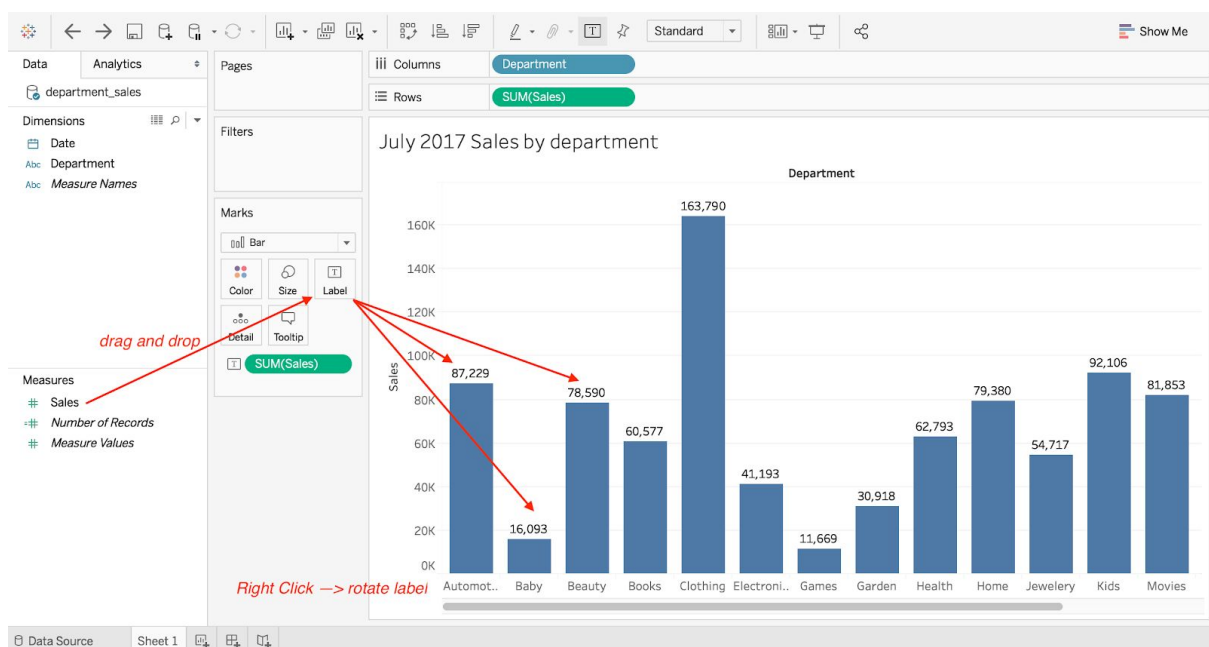 Standard
Show Me
Data
Analytics
department_sales
Dimensions
Date
Abc Department
Abc Measure Names
Measures
# Sales
=# Number of Records
# Measure Values
Pages
Filters
Marks
Bar
Color Size Label
Detail Tooltip
SUM(Sales)
drag and drop
Right Click —> rotate label
iii Columns Department
Rows SUM(Sales)
July 2017 Sales by department
Department
Sales
160K
140K
120K
100K
80K
60K
40K
20K
0K
87,229
16,093
78,590
60,577
163,790
41,193
11,669
30,918
62,793
79,380
54,717
92,106
81,853
Automot.. Baby Beauty Books Clothing Electroni.. Games Garden Health Home Jewelery Kids Movies
Data Source Sheet 1